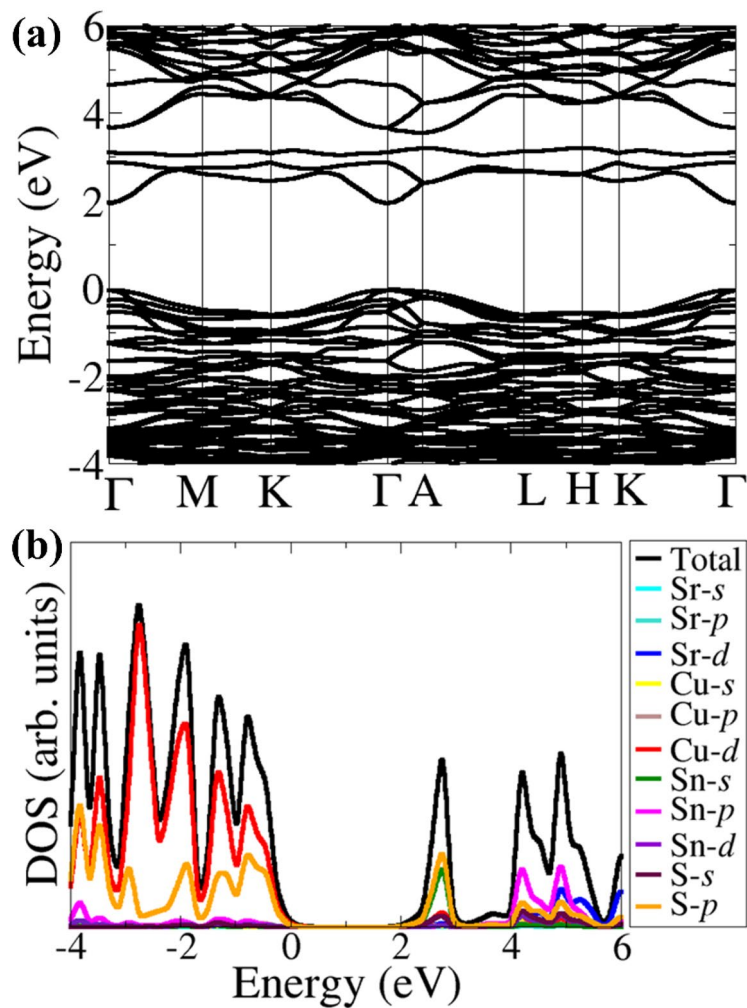 (a)
6
4
2
0
-2
-4
Energy (eV)
Γ M K Γ A L H K Γ
(b)
DOS (arb. units)
-4 -2 0 2 4 6
Energy (eV)
Total
Sr-s
Sr-p
Sr-d
Cu-s
Cu-p
Cu-d
Sn-s
Sn-p
Sn-d
S-s
S-p